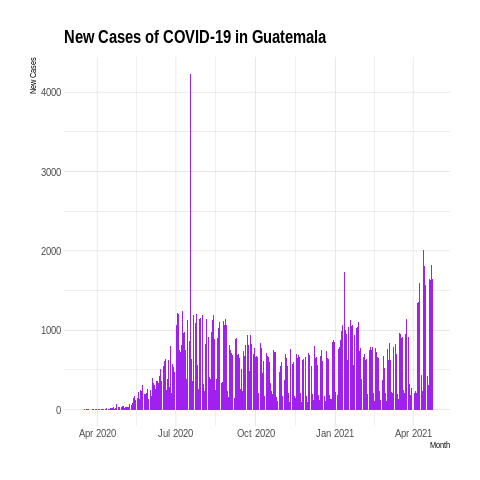 New Cases of COVID-19 in Guatemala
New Cases
4000
3000
2000
1000
0
Apr 2020 Jul 2020 Oct 2020 Jan 2021 Apr 2021
Month